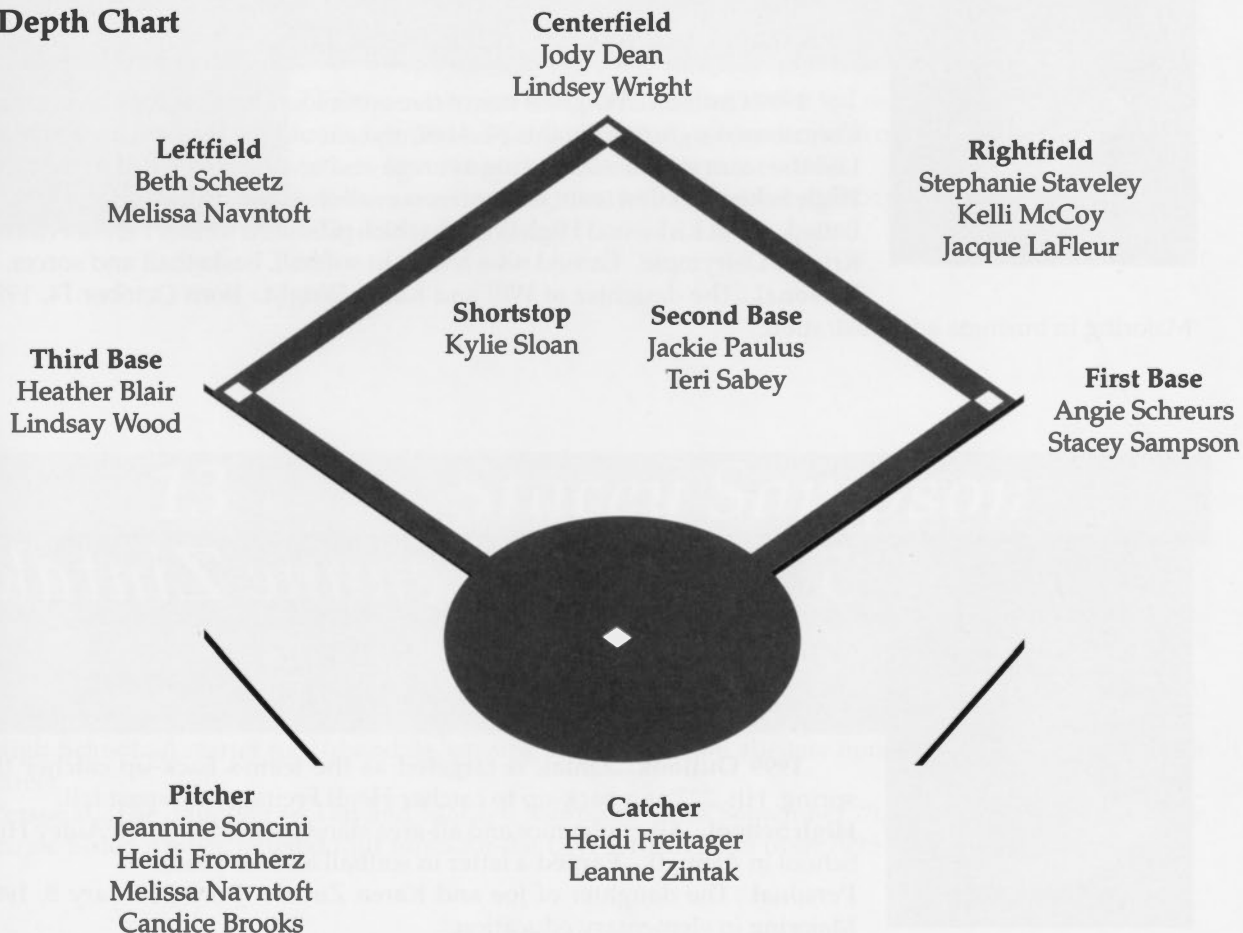 Depth Chart
Centerfield
Jody Dean
Lindsey Wright
Leftfield
Beth Scheetz
Melissa Navntoft
Rightfield
Stephanie Staveley
Kelli McCoy
Jacque LaFleur
Shortstop
Kylie Sloan
Second Base
Jackie Paulus
Teri Sabey
Third Base
Heather Blair
Lindsay Wood
First Base
Angie Schreurs
Stacey Sampson
Pitcher
Jeannine Soncini
Heidi Fromherz
Melissa Navntoft
Candice Brooks
Catcher
Heidi Freitager
Leanne Zintak